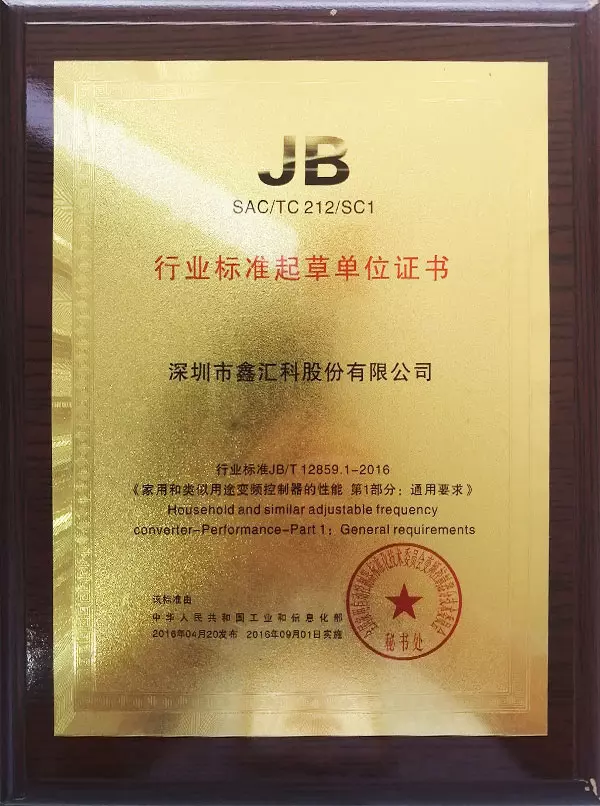 JB
SAC/TC 212/SC1
行业标准起草单位证书
深圳市鑫汇科股份有限公司
行业标准JB/T 12859.1-2016
《家用和类似用途变频控制器的性能 第1部分：通用要求》
Household and similar adjustable frequency
converter-Performance-Part 1：General requirements
该标准由
中华人民共和国工业和信息化部
2016年04月20发布 2016年09月01日实施
秘书处